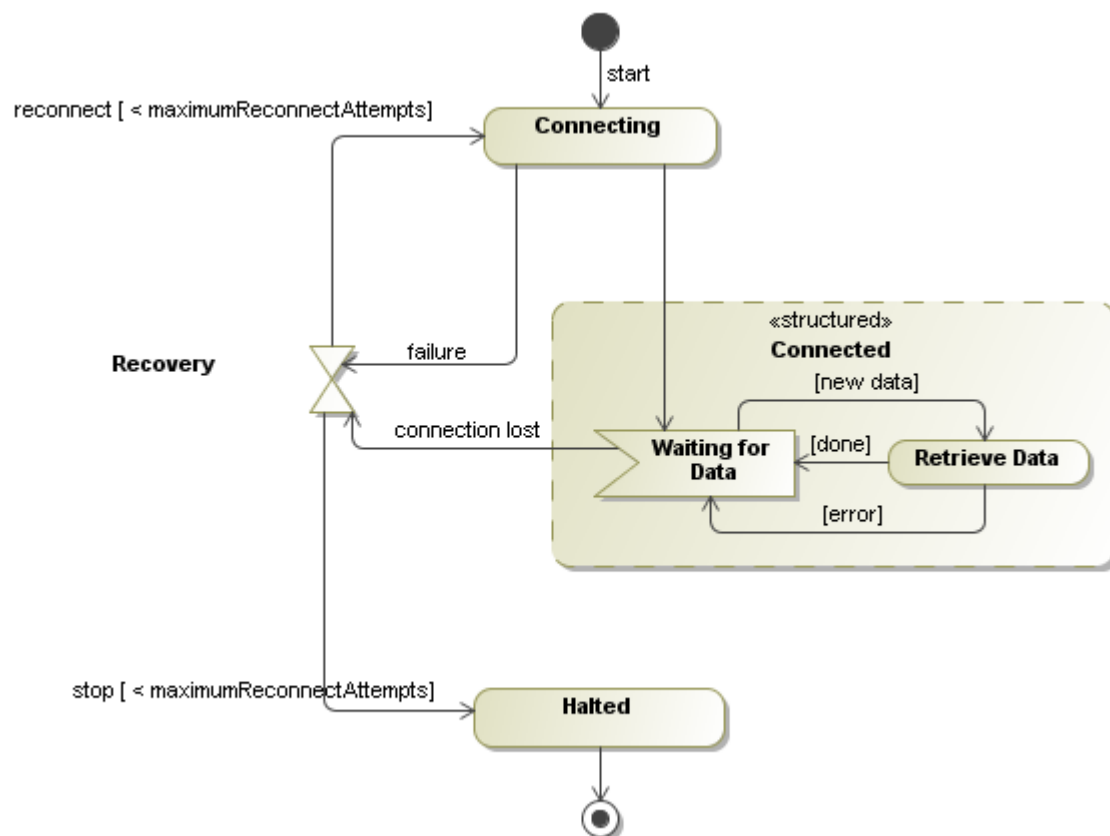 start
reconnect [ < maximumReconnectAttempts]
Connecting
«structured»
Connected
Recovery
failure
[new data]
connection lost
Waiting for
Data
[done]
Retrieve Data
[error]
stop [ < maximumReconnectAttempts]
Halted